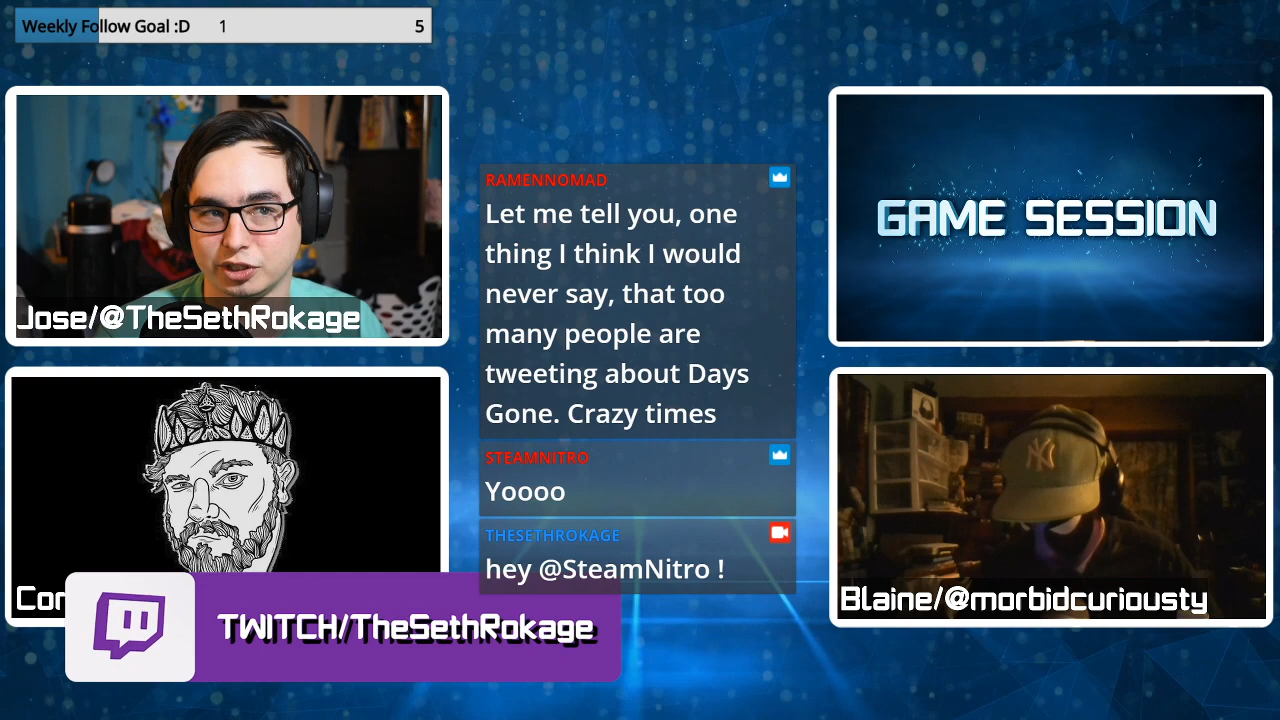 Weekly Follow Goal :D 1 5
Jose/@TheSethRokage
RAMENNOMAD
Let me tell you, one
thing I think I would
never say, that too
many people are
tweeting about Days
Gone. Crazy times
STEAMNITRO
Yoooo
THESETHROKAGE
hey @SteamNitro !
GAME SESSION
Blaine/@morbidcuriousty
TWITCH/TheSethRokage